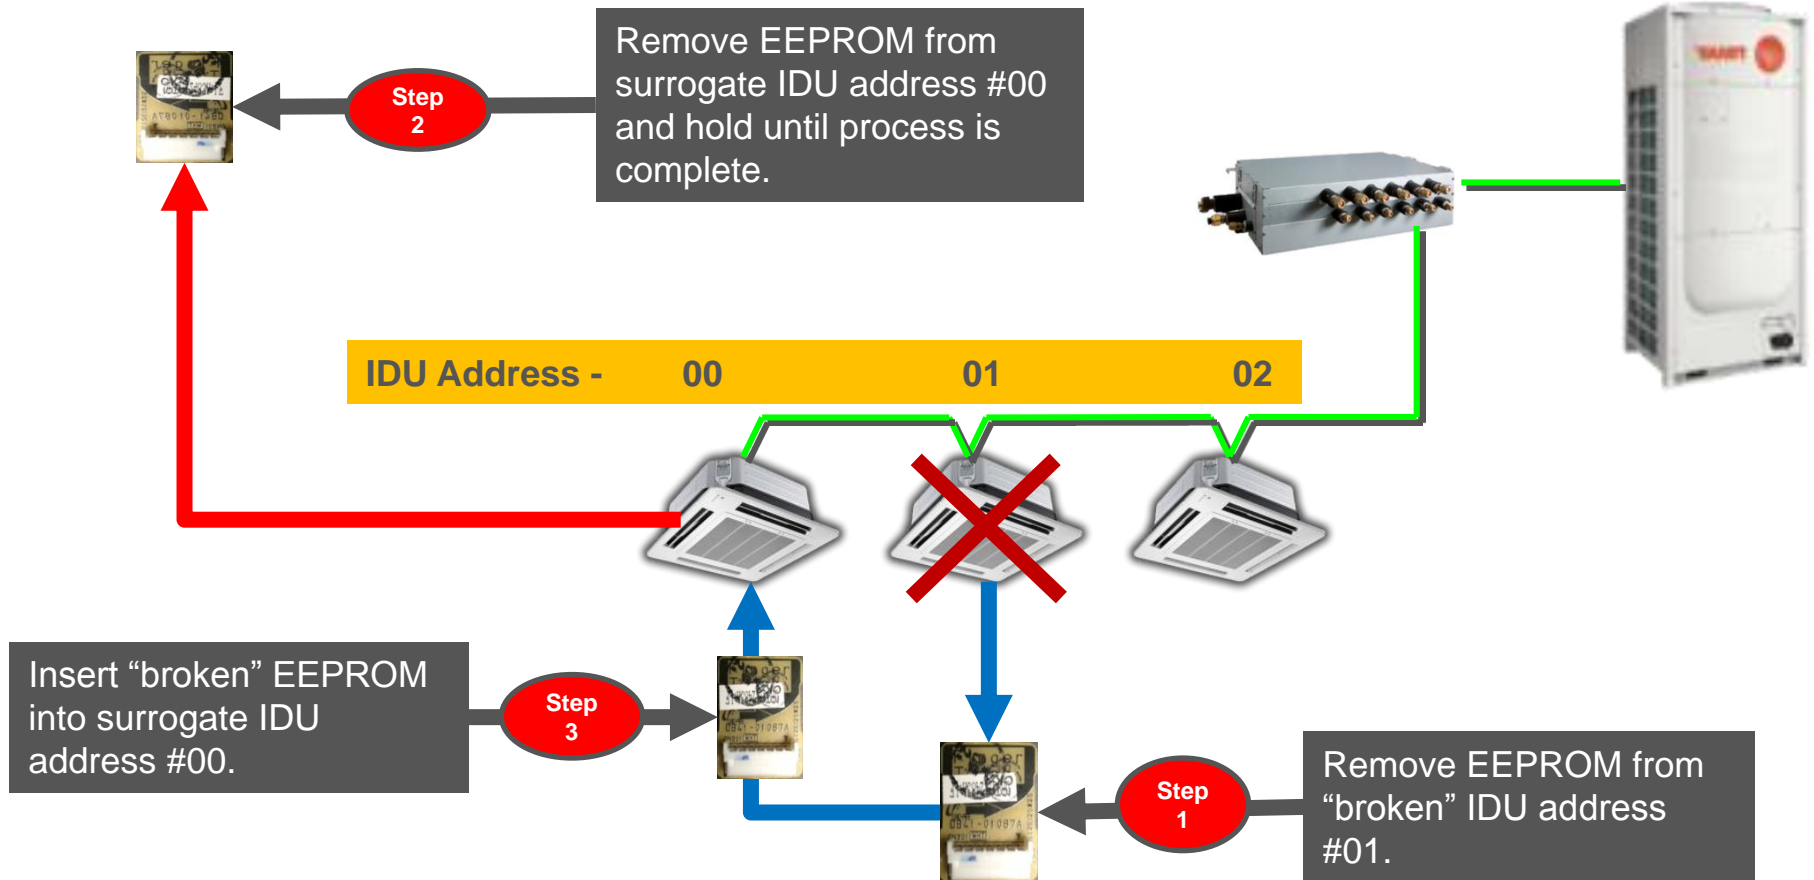 Remove EEPROM from
surrogate IDU address #00
and hold until process is
complete.
Step
2
IDU Address - 00 01 02
Insert “broken” EEPROM
into surrogate IDU
address #00.
Step
3
Step
1
Remove EEPROM from
“broken” IDU address
#01.